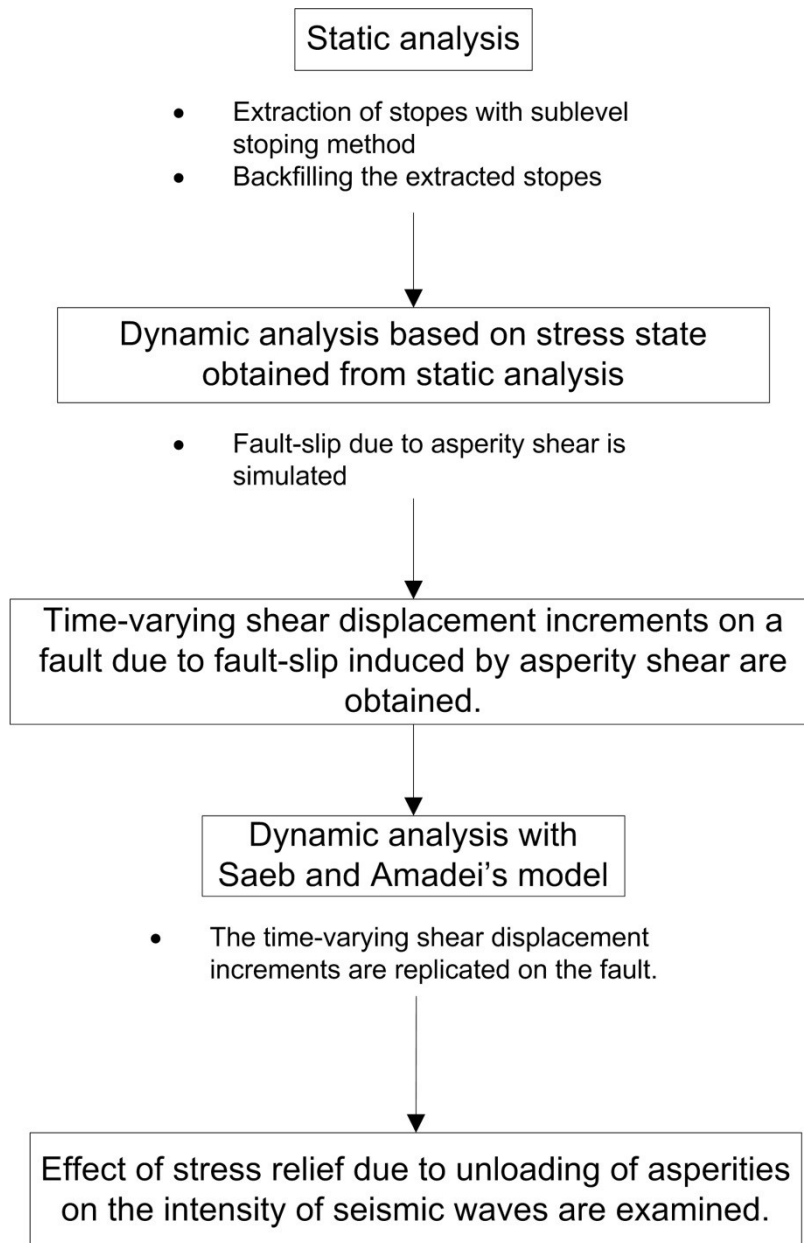 Static analysis
• Extraction of stopes with sublevel
stoping method
• Backfilling the extracted stopes
Dynamic analysis based on stress state
obtained from static analysis
• Fault-slip due to asperity shear is
simulated
Time-varying shear displacement increments on a
fault due to fault-slip induced by asperity shear are
obtained.
Dynamic analysis with
Saeb and Amadei’s model
• The time-varying shear displacement
increments are replicated on the fault.
Effect of stress relief due to unloading of asperities
on the intensity of seismic waves are examined.